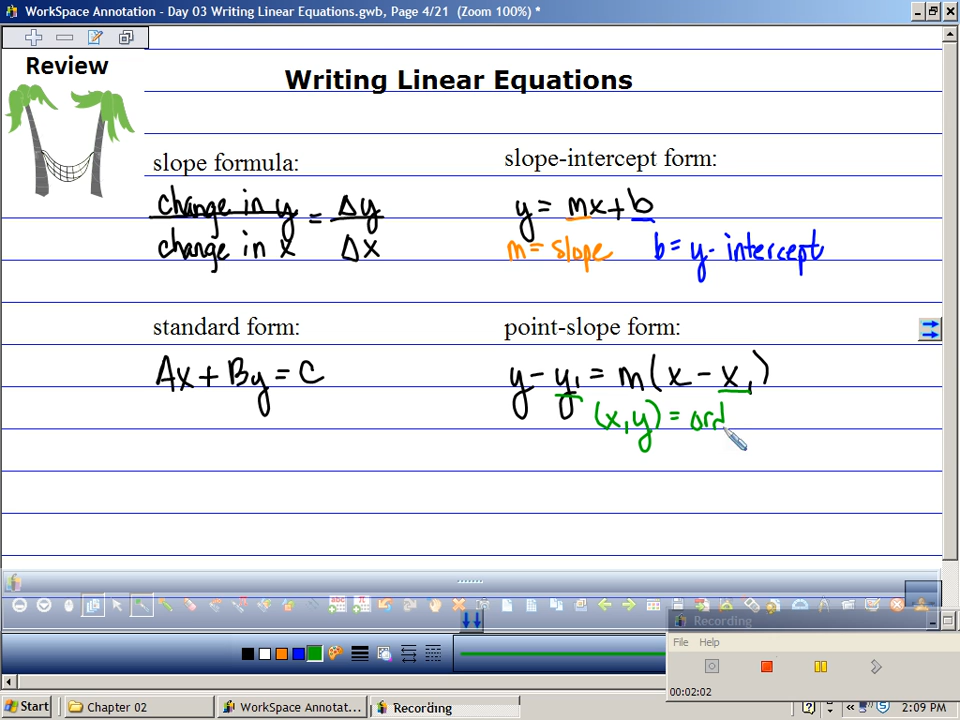 WorkSpace Annotation - Day 03 Writing Linear Equations.gwb, Page 4/21 (Zoom 100%) *
Review
Writing Linear Equations
slope formula:
change in y / change in x = Δy / Δx
slope-intercept form:
y = mx + b
m = slope b = y-intercept
standard form:
Ax + By = C
point-slope form:
y - y₁ = m(x - x₁)
(x, y) = ord
abc
Recording
File Help
00:02:02
Start
Chapter 02
WorkSpace Annotat...
Recording
2:09 PM